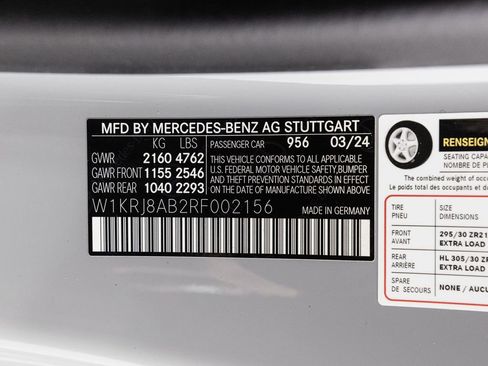 MFD BY MERCEDES-BENZ AG STUTTGART
KG LBS PASSENGER CAR 956 03/24
GVWR 2160 4762
GAWR FRONT 1155 2546
GAWR REAR 1040 2293
THIS VEHICLE CONFORMS TO ALL APPLICABLE
U.S. FEDERAL MOTOR VEHICLE SAFETY,BUMPER
AND THEFT PREVENTION STANDARDS IN EFFECT
ON THE DATE OF MANUFACTURE SHOWN ABOVE.
W1KRJ8AB2RF002156 MADE IN GERMANY
RENSEIGN
SEATING CAPA
NOMBRE DE P
The combined weight of occupa
Le poids total des occupants et d
TIRE SIZE
PNEU DIMENSIONS
FRONT 295/30 ZR21
AVANT EXTRA LOAD
REAR HL 305/30 ZR
ARRIÈRE EXTRA LOAD
SPARE NONE / AUCU
DE SECOURS